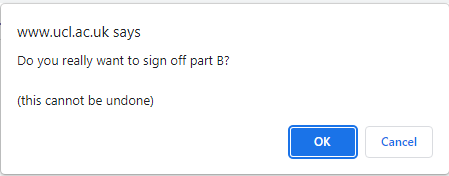 www.ucl.ac.uk says
Do you really want to sign off part B?
(this cannot be undone)
OK
Cancel